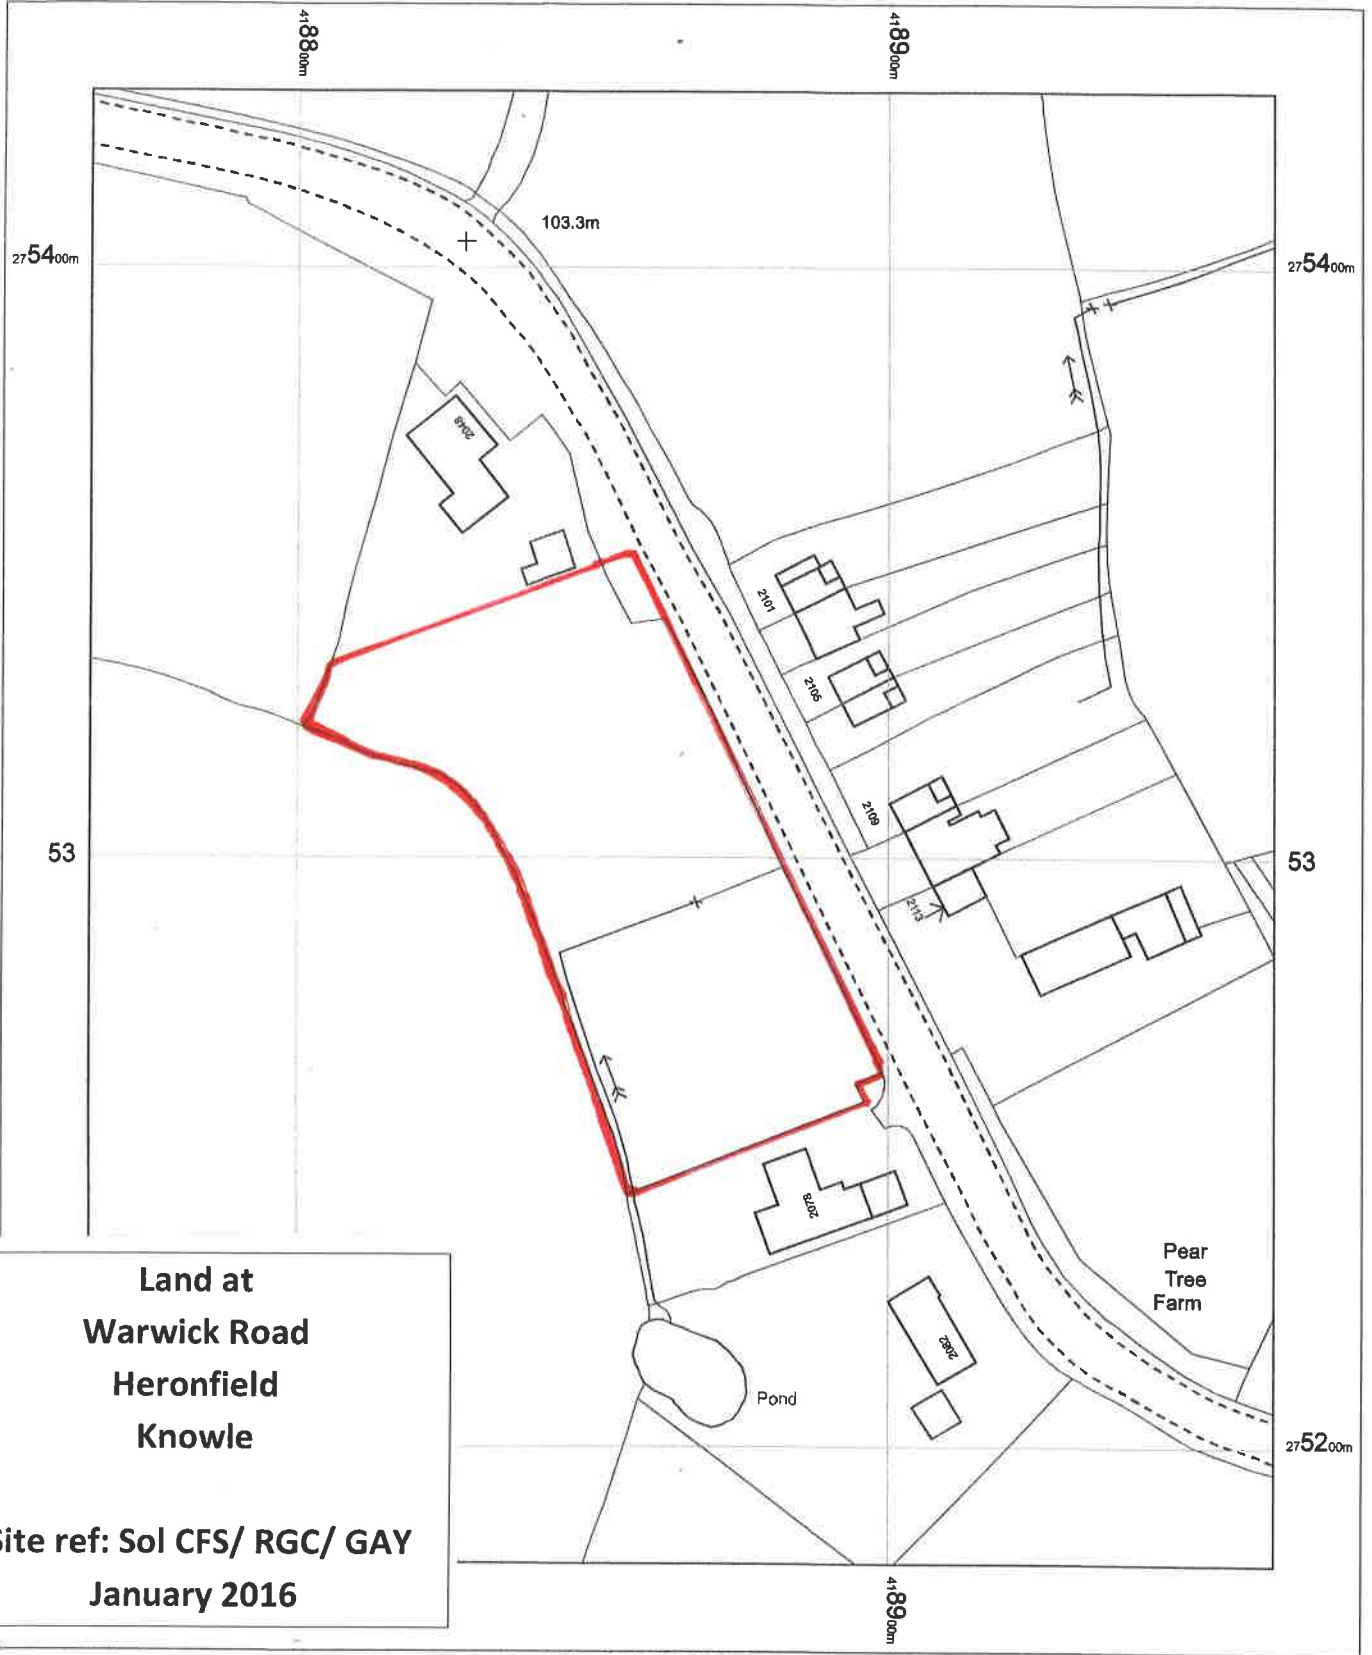 418800m
418900m
103.3m
275400m
275400m
2048
2101
2105
2109
53
53
2113
2078
Pear
Tree
Farm
2082
Pond
275200m
418900m
Land at
Warwick Road
Heronfield
Knowle
Site ref: Sol CFS/ RGC/ GAY
January 2016